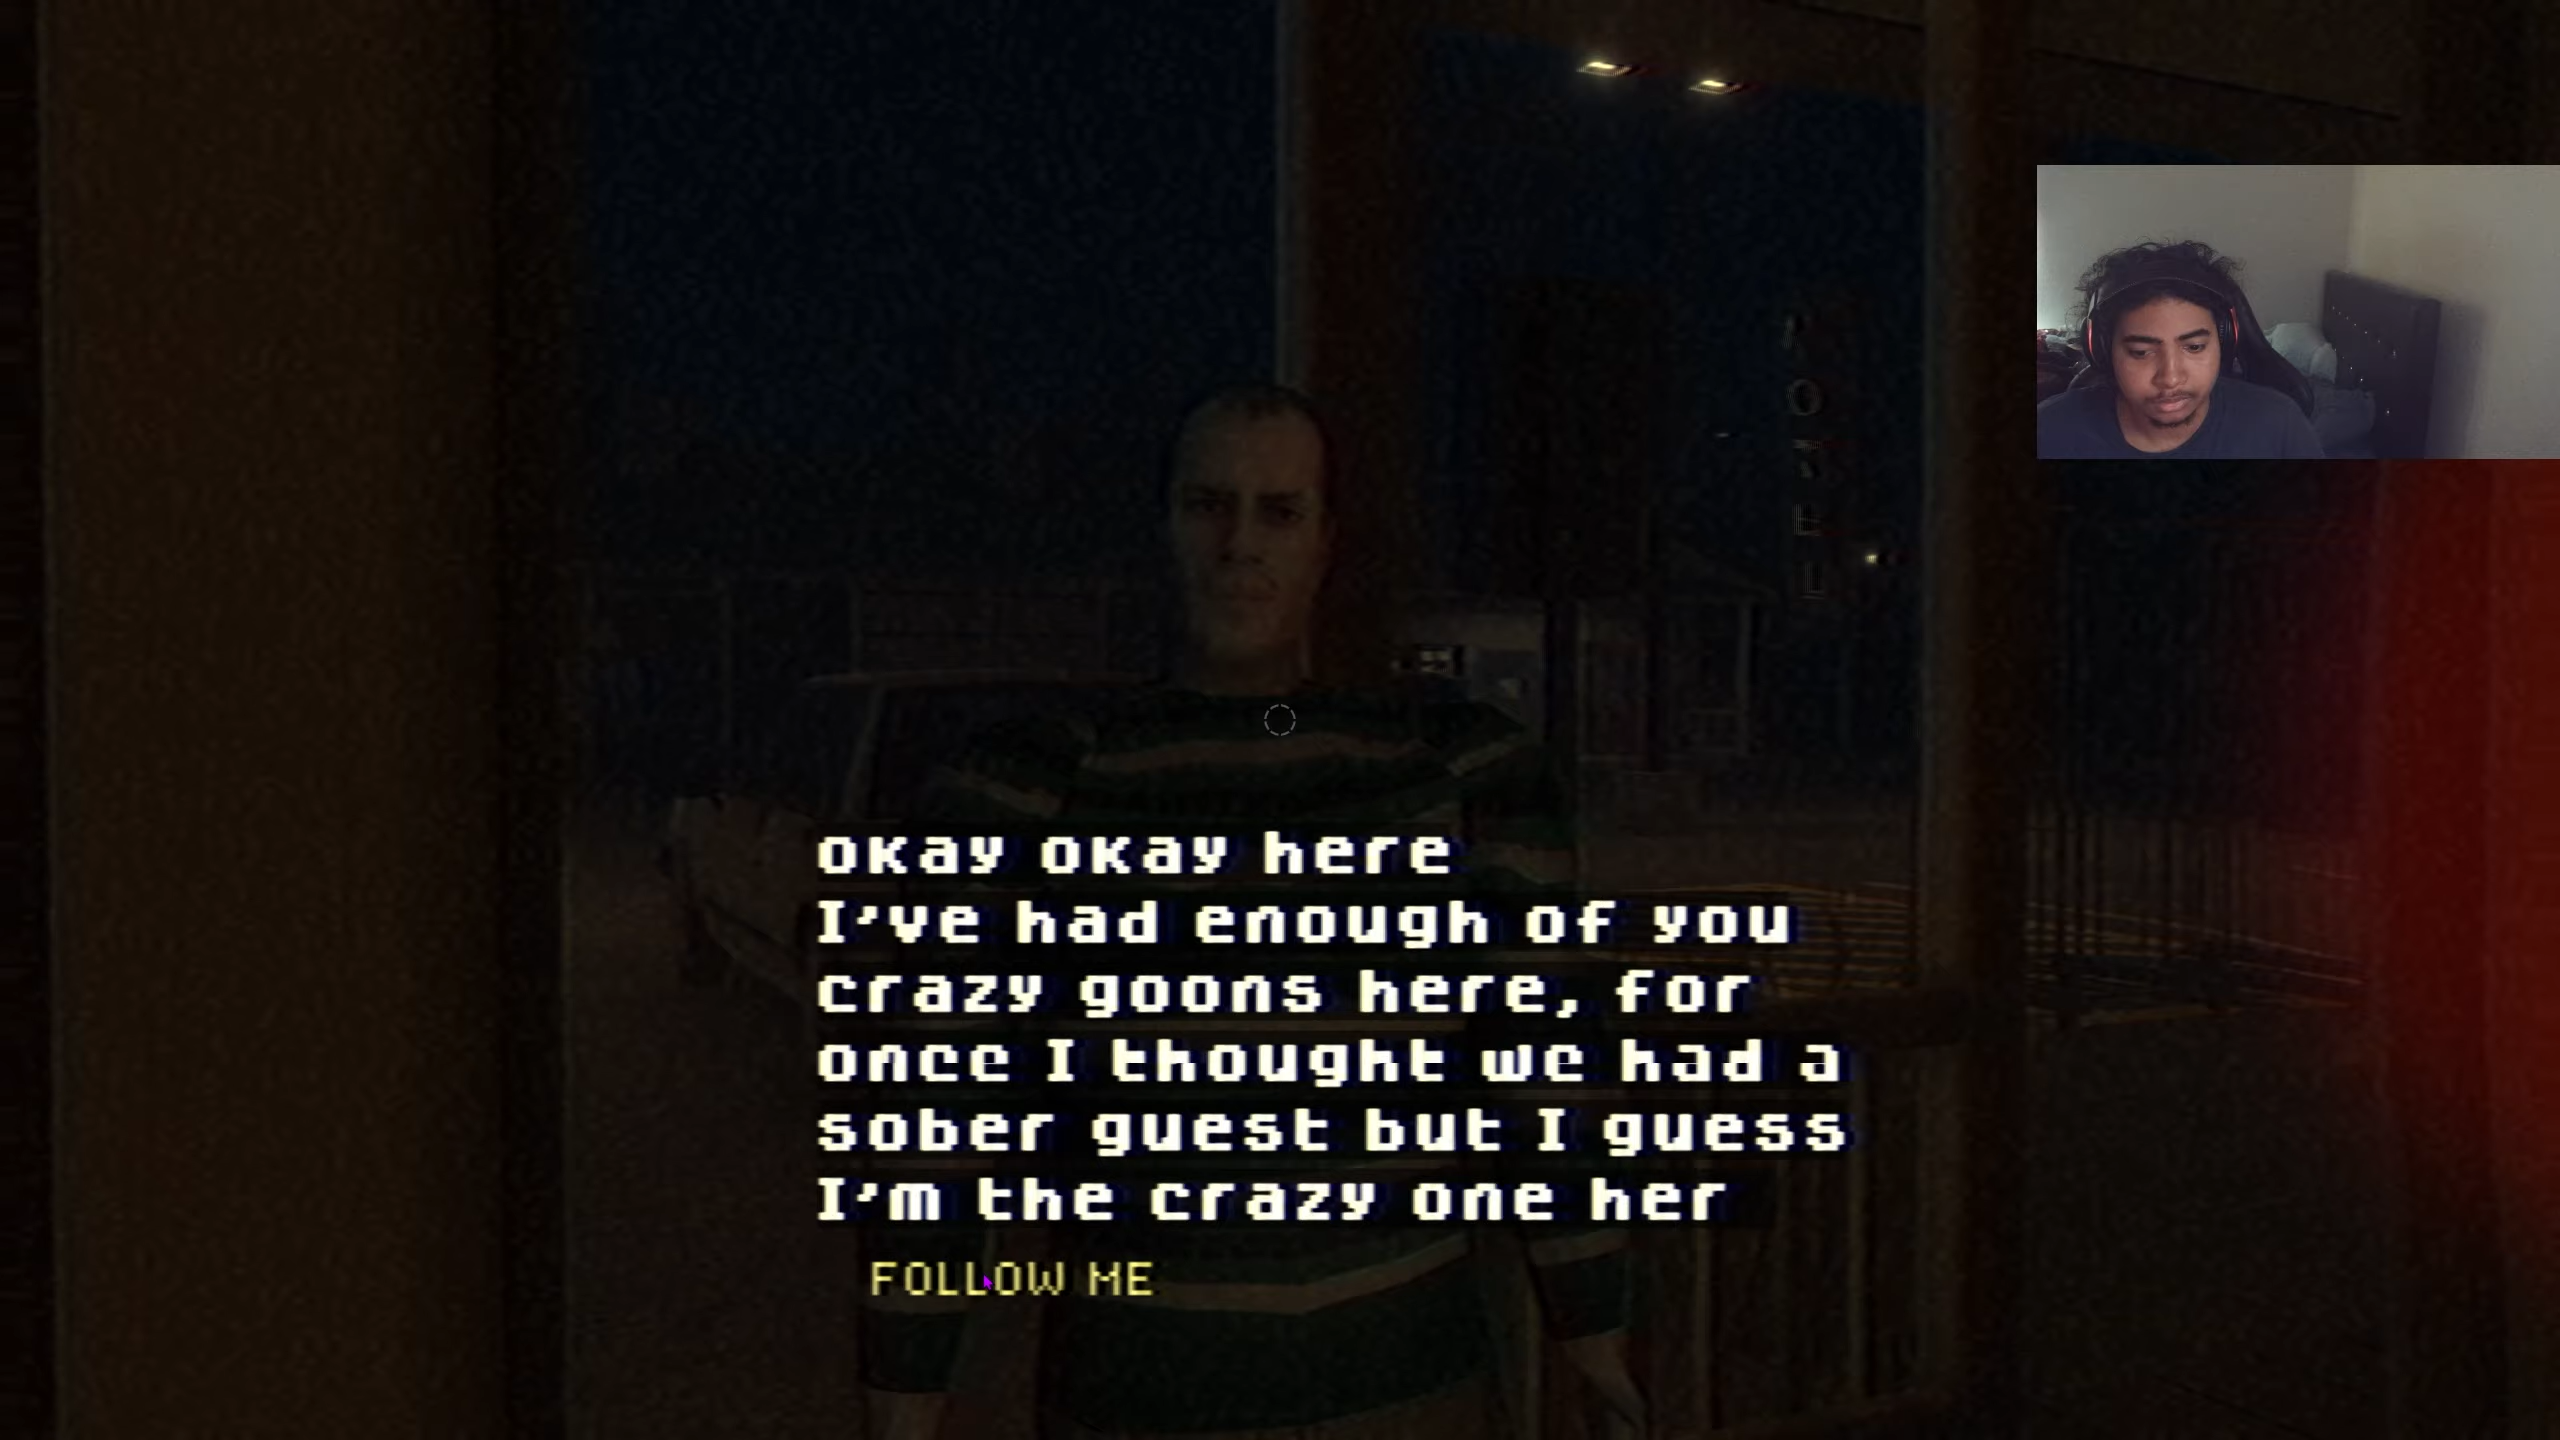 okay okay here
I've had enough of you
crazy goons here, for
once I thought we had a
sober guest but I guess
I'm the crazy one her
FOLLOW ME